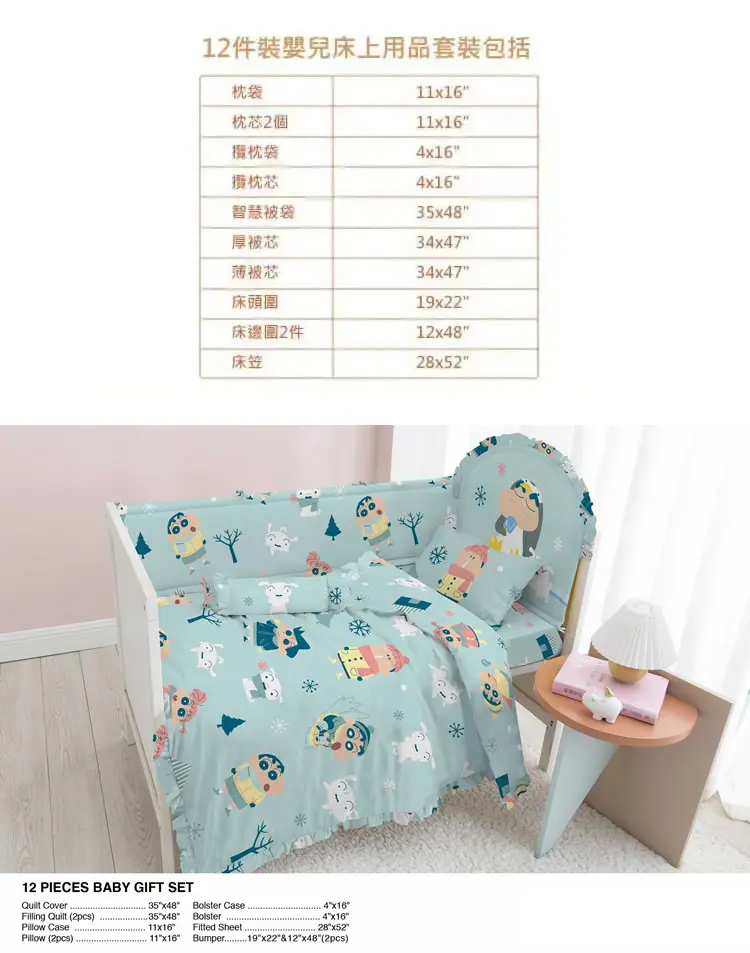 12件裝嬰兒床上用品套裝包括
枕袋 11x16"
枕芯2個 11x16"
攬枕袋 4x16"
攬枕芯 4x16"
智慧被袋 35x48"
厚被芯 34x47"
薄被芯 34x47"
床頭圍 19x22"
床邊圍2件 12x48"
床笠 28x52"
12 PIECES BABY GIFT SET
Quilt Cover .............................. 35"x48" Bolster Case ............................. 4"x16"
Filling Quilt (2pcs) ...................35"x48" Bolster ..................................... 4"x16"
Pillow Case ............................ 11x16" Fitted Sheet ............................ 28"x52"
Pillow (2pcs) ............................ 11"x16" Bumper.........19"x22"&12"x48"(2pcs)